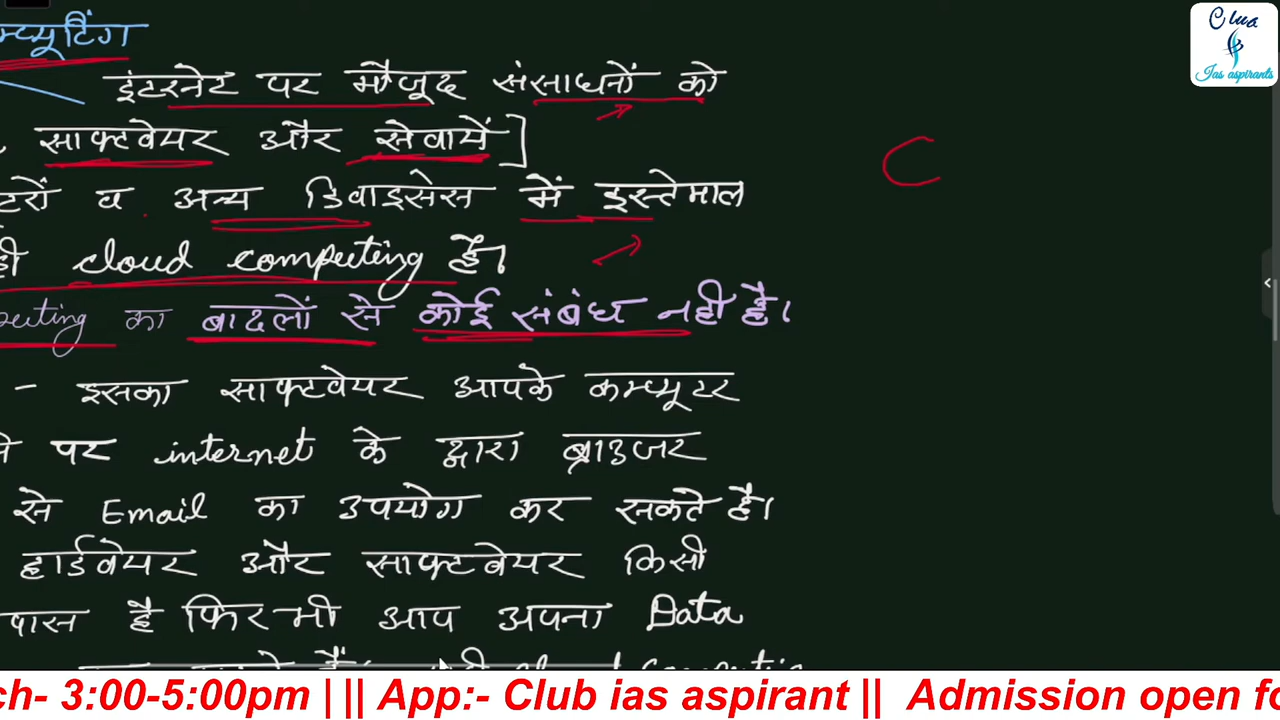 म्प्यूटिंग
Club
Ias aspirants
इंटरनेट पर मौजूद संसाधनों को
, साफ्टवेयर और सेवायें]
टरों व अन्य डिवाइसेस में इस्तेमाल
ही cloud computing है।
puting का बादलों से कोई संबंध नही है।
- इसका साफ्टवेयर आपके कम्प्यूटर
पर internet के द्वारा ब्राउजर
से Email का उपयोग कर सकते है।
हार्डवेयर और साफ्टवेयर किसी
पास है फिर भी आप अपना Data
C
ch- 3:00-5:00pm | || App:- Club ias aspirant || Admission open fo